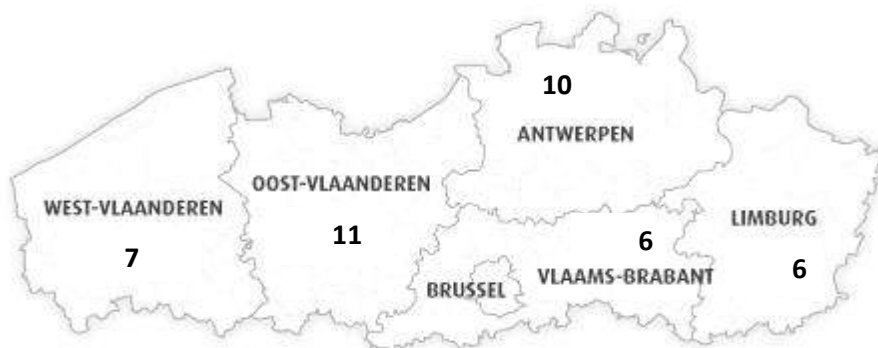 10
ANTWERPEN
WEST-VLAANDEREN
7
OOST-VLAANDEREN
11
6
VLAAMS-BRABANT
BRUSSEL
LIMBURG
6